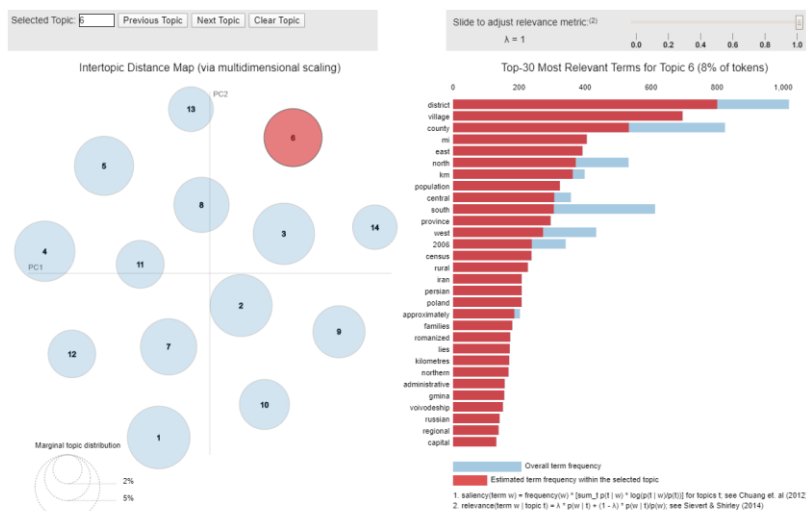 Selected Topic: 6 Previous Topic Next Topic Clear Topic
Slide to adjust relevance metric:(2)
λ = 1
0.0 0.2 0.4 0.6 0.8 1.0
Intertopic Distance Map (via multidimensional scaling)
PC2
PC1
13
6
5
8
3
14
4
11
2
9
7
12
10
1
Marginal topic distribution
2%
5%
Top-30 Most Relevant Terms for Topic 6 (8% of tokens)
0 200 400 600 800 1,000
district
village
county
mi
east
north
km
population
central
south
province
west
2006
census
rural
iran
persian
poland
approximately
families
romanized
lies
kilometres
northern
administrative
gmina
voivodeship
russian
regional
capital
Overall term frequency
Estimated term frequency within the selected topic
1. saliency(term w) = frequency(w) * [sum_t p(t | w) * log(p(t | w)/p(t))] for topics t; see Chuang et. al (2012)
2. relevance(term w | topic t) = λ * p(w | t) + (1 - λ) * p(w | t)/p(w); see Sievert & Shirley (2014)